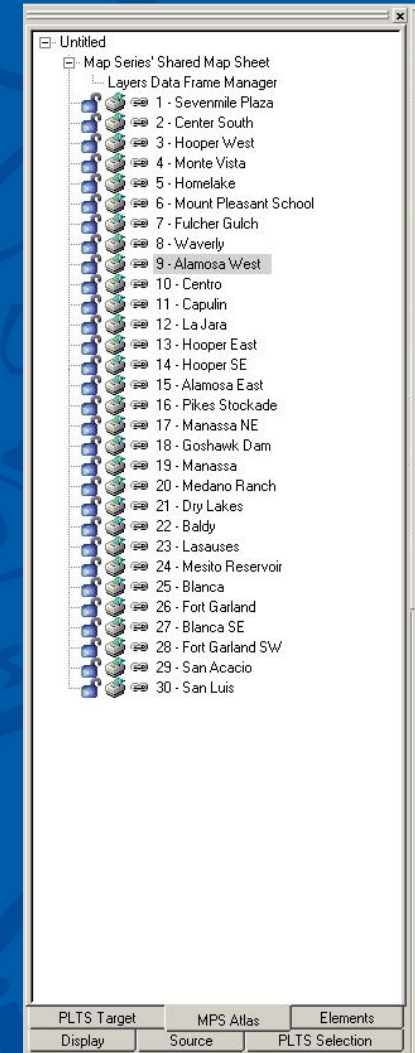 Untitled
Map Series' Shared Map Sheet
Layers Data Frame Manager
1 - Sevenmile Plaza
2 - Center South
3 - Hooper West
4 - Monte Vista
5 - Homelake
6 - Mount Pleasant School
7 - Fulcher Gulch
8 - Waverly
9 - Alamosa West
10 - Centro
11 - Capulin
12 - La Jara
13 - Hooper East
14 - Hooper SE
15 - Alamosa East
16 - Pikes Stockade
17 - Manassa NE
18 - Goshawk Dam
19 - Manassa
20 - Medano Ranch
21 - Dry Lakes
22 - Baldy
23 - Lasauses
24 - Mesito Reservoir
25 - Blanca
26 - Fort Garland
27 - Blanca SE
28 - Fort Garland SW
29 - San Acacio
30 - San Luis
PLTS Target MPS Atlas Elements
Display Source PLTS Selection